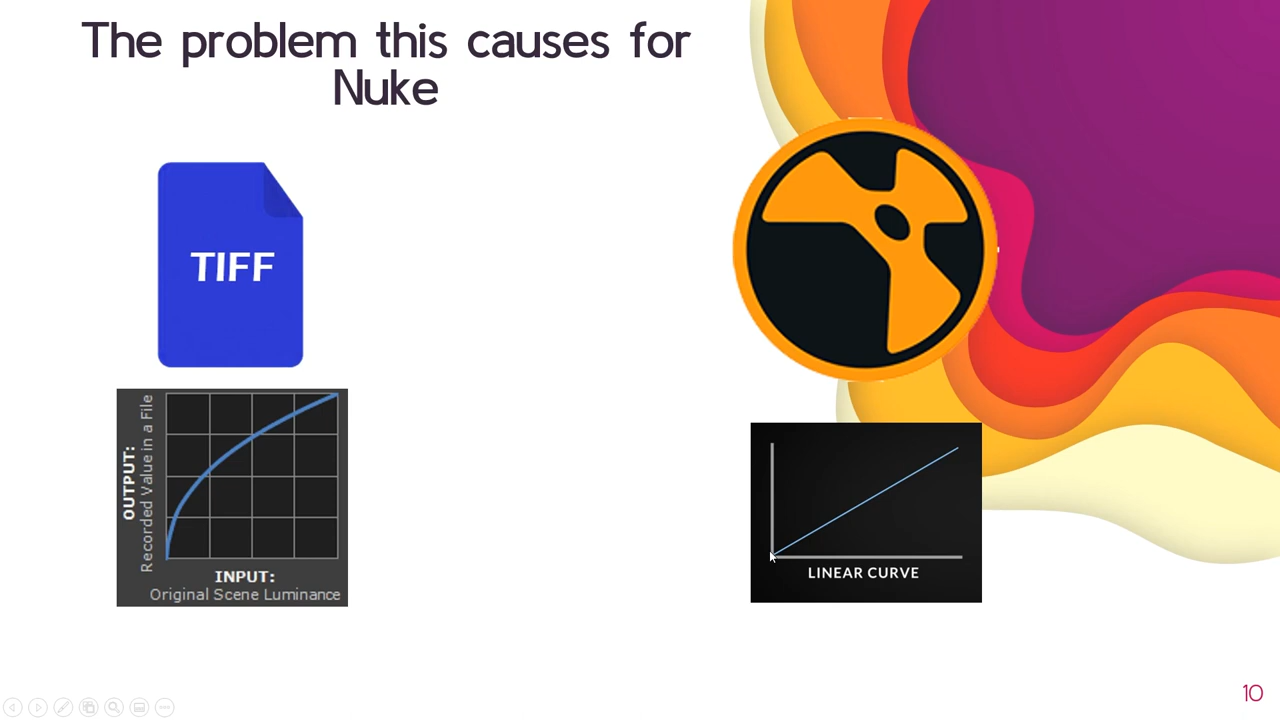 The problem this causes for
Nuke
TIFF
OUTPUT:
Recorded Value in a File
INPUT:
Original Scene Luminance
LINEAR CURVE
10